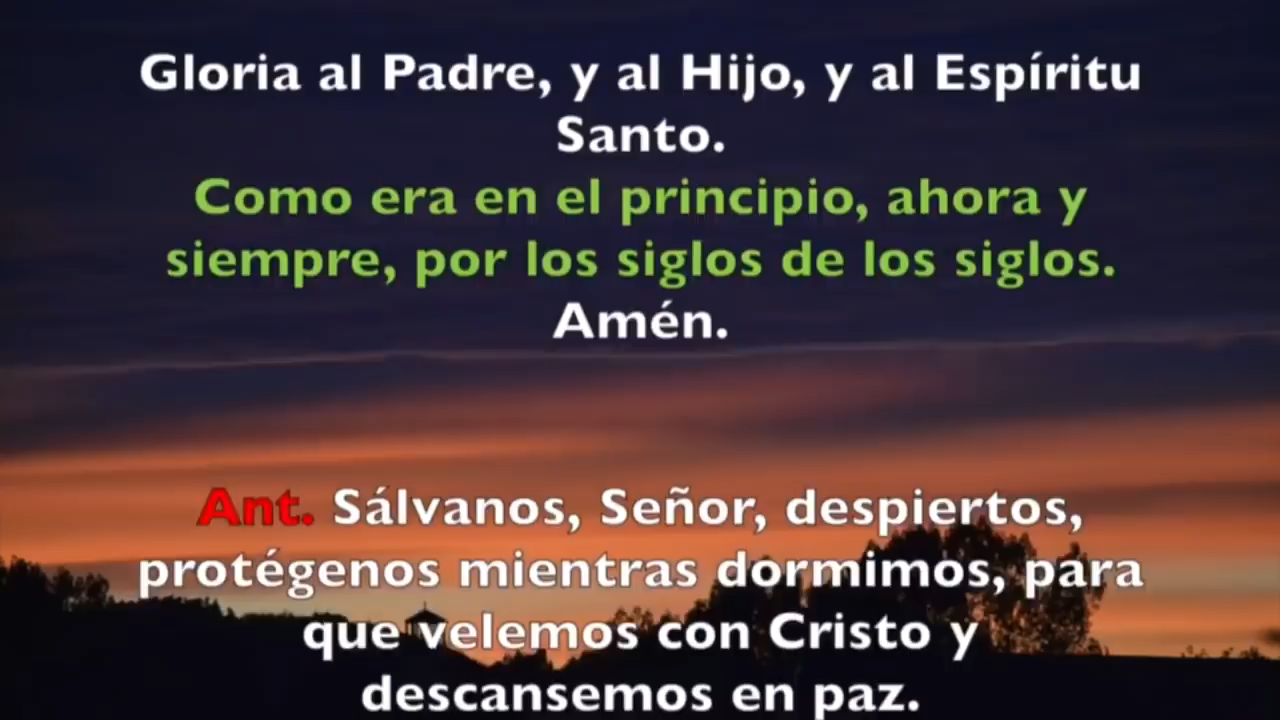 Gloria al Padre, y al Hijo, y al Espíritu
Santo.
Como era en el principio, ahora y
siempre, por los siglos de los siglos.
Amén.
Ant. Sálvanos, Señor, despiertos,
protégenos mientras dormimos, para
que velemos con Cristo y
descansemos en paz.